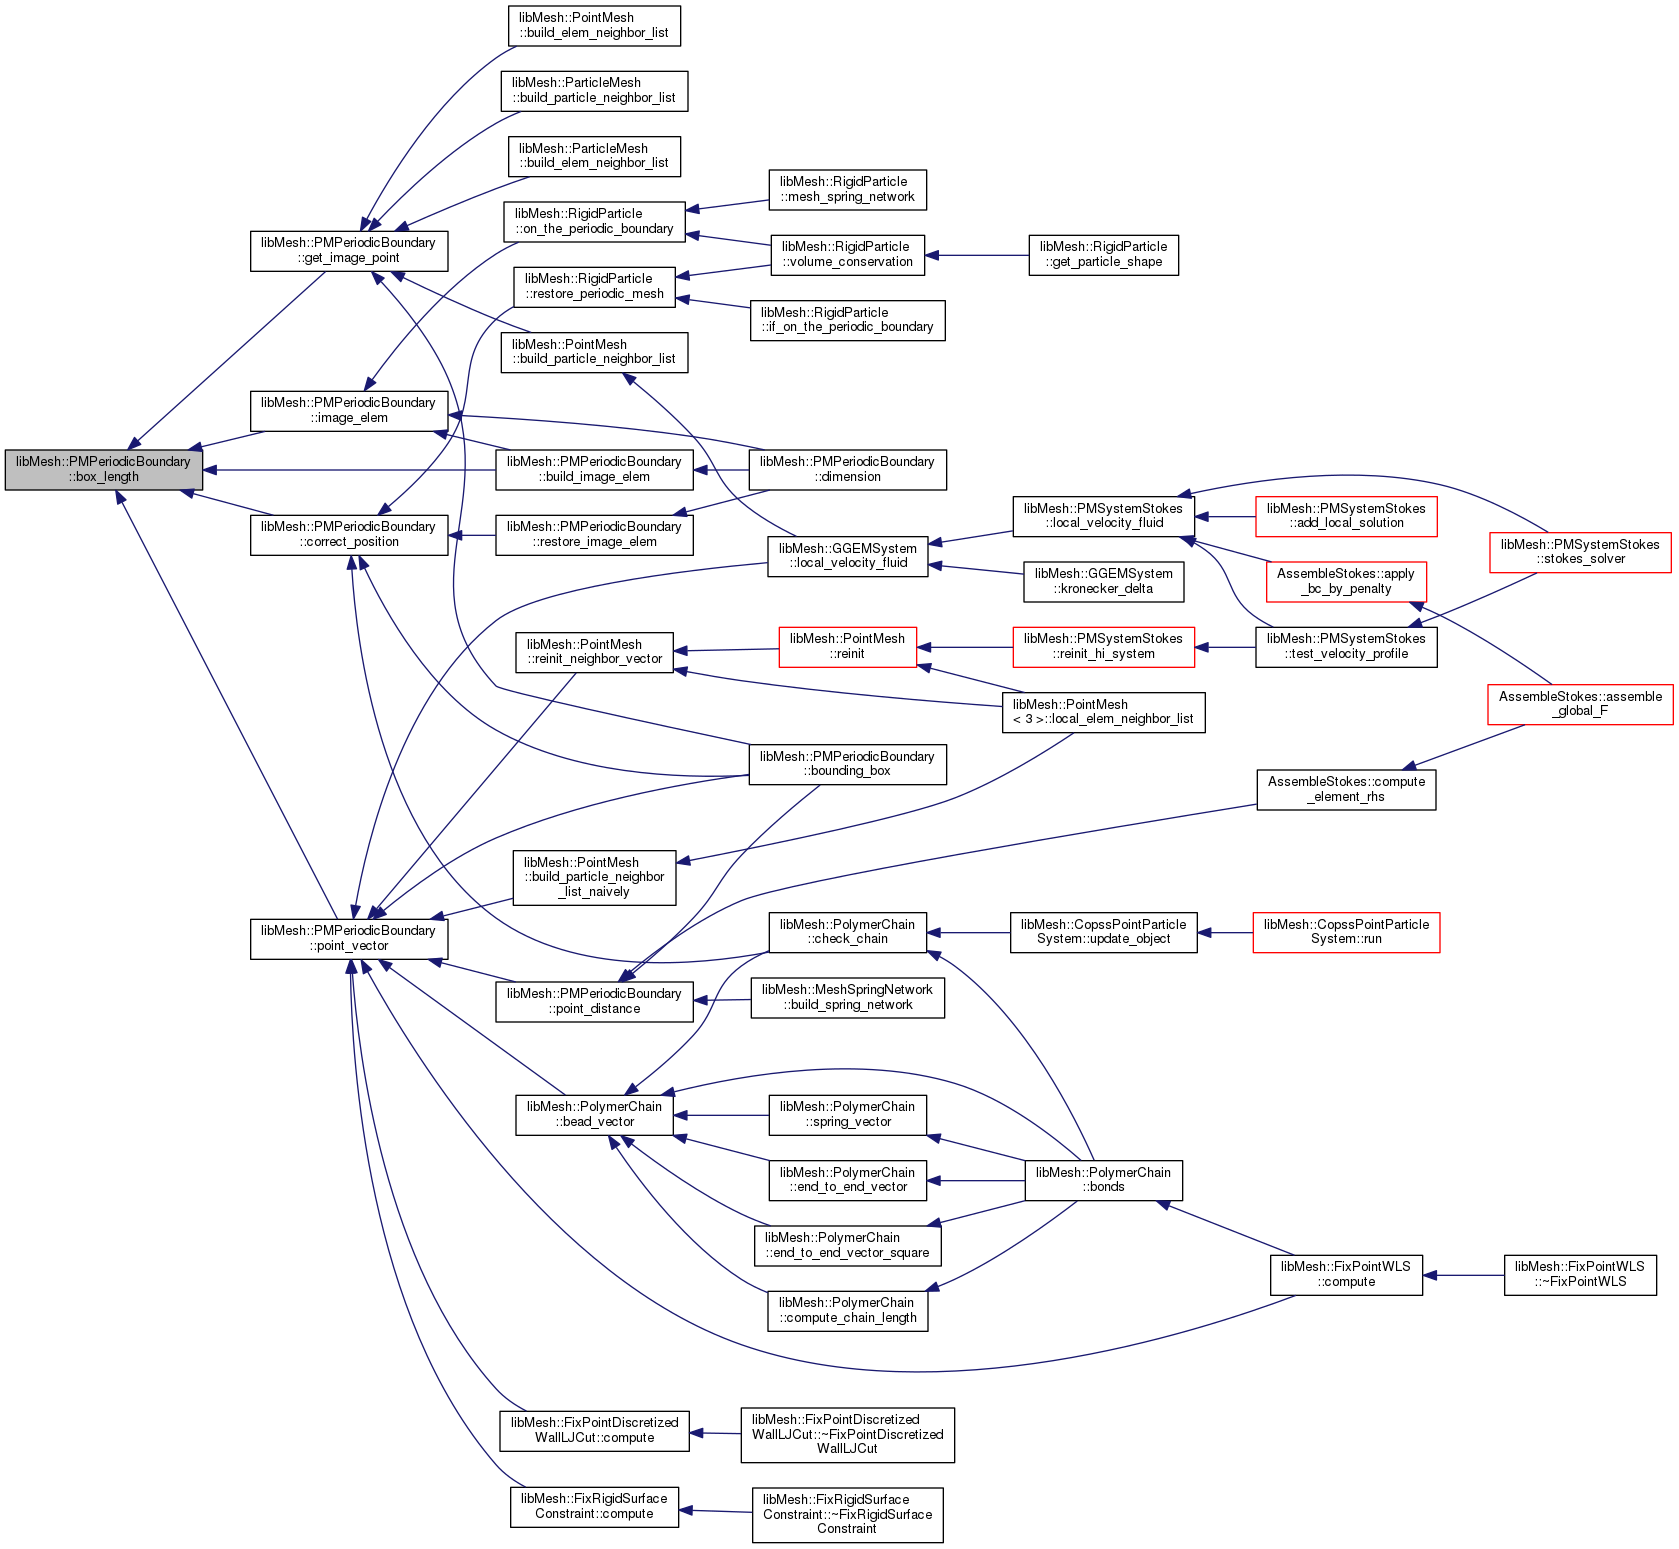 libMesh::PointMesh
::build_elem_neighbor_list
libMesh::ParticleMesh
::build_particle_neighbor_list
libMesh::ParticleMesh
::build_elem_neighbor_list
libMesh::RigidParticle
::mesh_spring_network
libMesh::RigidParticle
::on_the_periodic_boundary
libMesh::PMPeriodicBoundary
::get_image_point
libMesh::RigidParticle
::volume_conservation
libMesh::RigidParticle
::get_particle_shape
libMesh::RigidParticle
::restore_periodic_mesh
libMesh::RigidParticle
::if_on_the_periodic_boundary
libMesh::PointMesh
::build_particle_neighbor_list
libMesh::PMPeriodicBoundary
::image_elem
libMesh::PMPeriodicBoundary
::box_length
libMesh::PMPeriodicBoundary
::build_image_elem
libMesh::PMPeriodicBoundary
::dimension
libMesh::PMPeriodicBoundary
::correct_position
libMesh::PMPeriodicBoundary
::restore_image_elem
libMesh::PMSystemStokes
::local_velocity_fluid
libMesh::PMSystemStokes
::add_local_solution
libMesh::PMSystemStokes
::stokes_solver
libMesh::GGEMSystem
::local_velocity_fluid
libMesh::GGEMSystem
::kronecker_delta
AssembleStokes::apply
_bc_by_penalty
libMesh::PointMesh
::reinit_neighbor_vector
libMesh::PointMesh
::reinit
libMesh::PMSystemStokes
::reinit_hi_system
libMesh::PMSystemStokes
::test_velocity_profile
libMesh::PointMesh
< 3 >::local_elem_neighbor_list
AssembleStokes::assemble
_global_F
libMesh::PMPeriodicBoundary
::bounding_box
AssembleStokes::compute
_element_rhs
libMesh::PointMesh
::build_particle_neighbor
_list_naively
libMesh::PMPeriodicBoundary
::point_vector
libMesh::PolymerChain
::check_chain
libMesh::CopssPointParticle
System::update_object
libMesh::CopssPointParticle
System::run
libMesh::PMPeriodicBoundary
::point_distance
libMesh::MeshSpringNetwork
::build_spring_network
libMesh::PolymerChain
::bead_vector
libMesh::PolymerChain
::spring_vector
libMesh::PolymerChain
::end_to_end_vector
libMesh::PolymerChain
::bonds
libMesh::PolymerChain
::end_to_end_vector_square
libMesh::FixPointWLS
::compute
libMesh::FixPointWLS
::~FixPointWLS
libMesh::PolymerChain
::compute_chain_length
libMesh::FixPointDiscretized
WallLJCut::compute
libMesh::FixPointDiscretized
WallLJCut::~FixPointDiscretized
WallLJCut
libMesh::FixRigidSurface
Constraint::compute
libMesh::FixRigidSurface
Constraint::~FixRigidSurface
Constraint